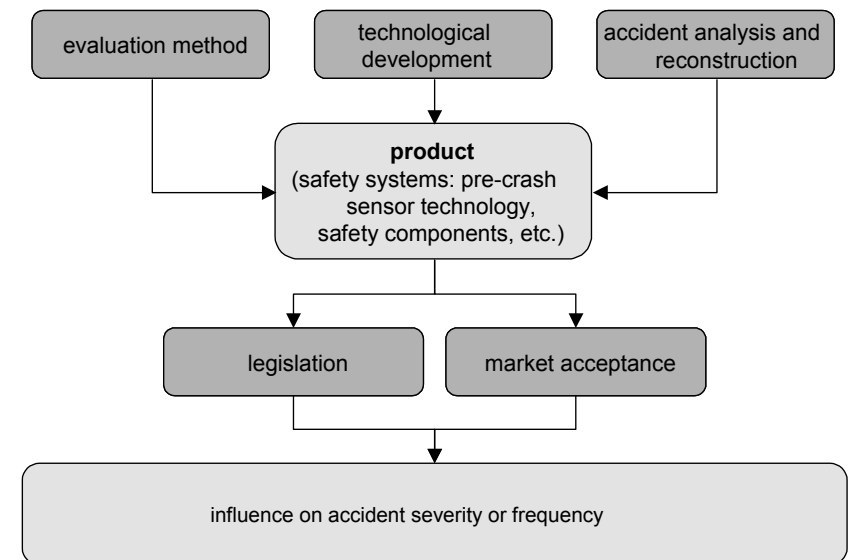 evaluation method
technological
development
accident analysis and
reconstruction
product
(safety systems: pre-crash
sensor technology,
safety components, etc.)
legislation
market acceptance
influence on accident severity or frequency